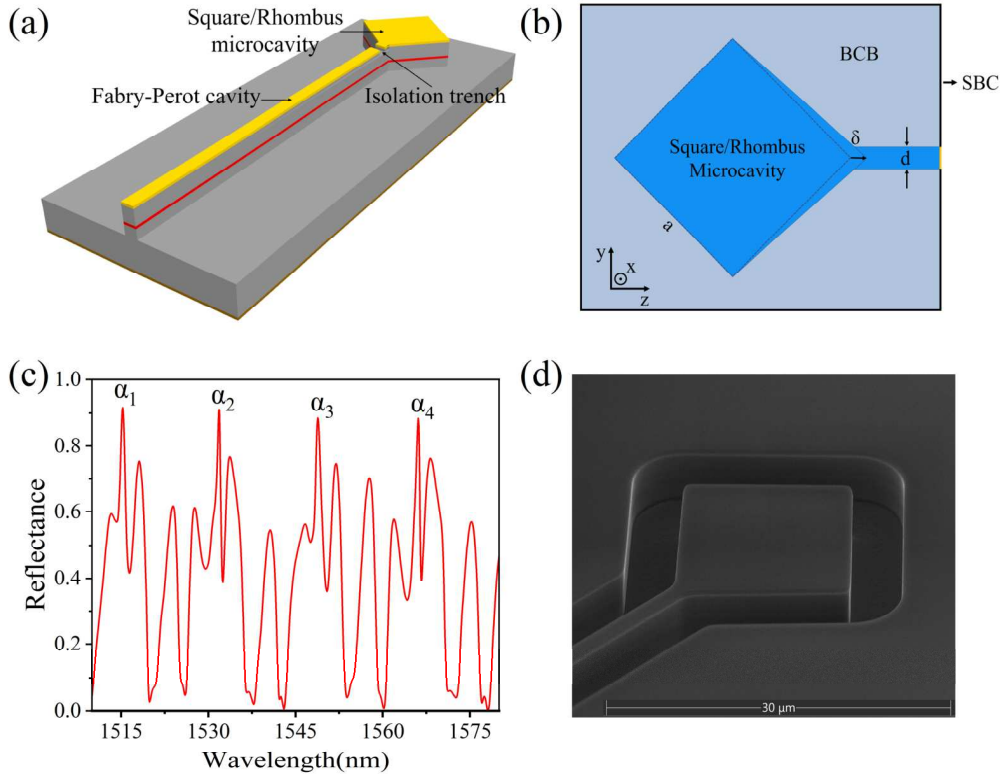 (a)
Square/Rhombus
microcavity
Fabry-Perot cavity
Isolation trench
(b)
BCB
SBC
Square/Rhombus
Microcavity
δ
d
a
y
x
z
(c)
1.0
0.8
0.6
0.4
0.2
0.0
Reflectance
α1
α2
α3
α4
1515
1530
1545
1560
1575
Wavelength(nm)
(d)
30 μm